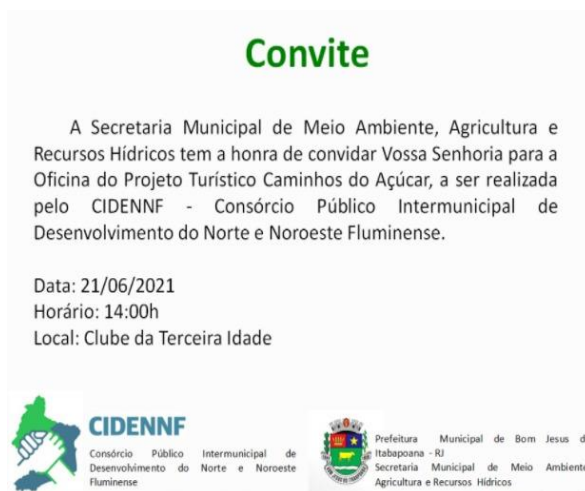 Convite
A Secretaria Municipal de Meio Ambiente, Agricultura e
Recursos Hídricos tem a honra de convidar Vossa Senhoria para a
Oficina do Projeto Turístico Caminhos do Açúcar, a ser realizada
pelo CIDENNF - Consórcio Público Intermunicipal de
Desenvolvimento do Norte e Noroeste Fluminense.
Data: 21/06/2021
Horário: 14:00h
Local: Clube da Terceira Idade
CIDENNF
Consórcio Público Intermunicipal de
Desenvolvimento do Norte e Noroeste
Fluminense
Prefeitura Municipal de Bom Jesus d
Itabapoana - RJ
Secretaria Municipal de Meio Ambiente
Agricultura e Recursos Hídricos